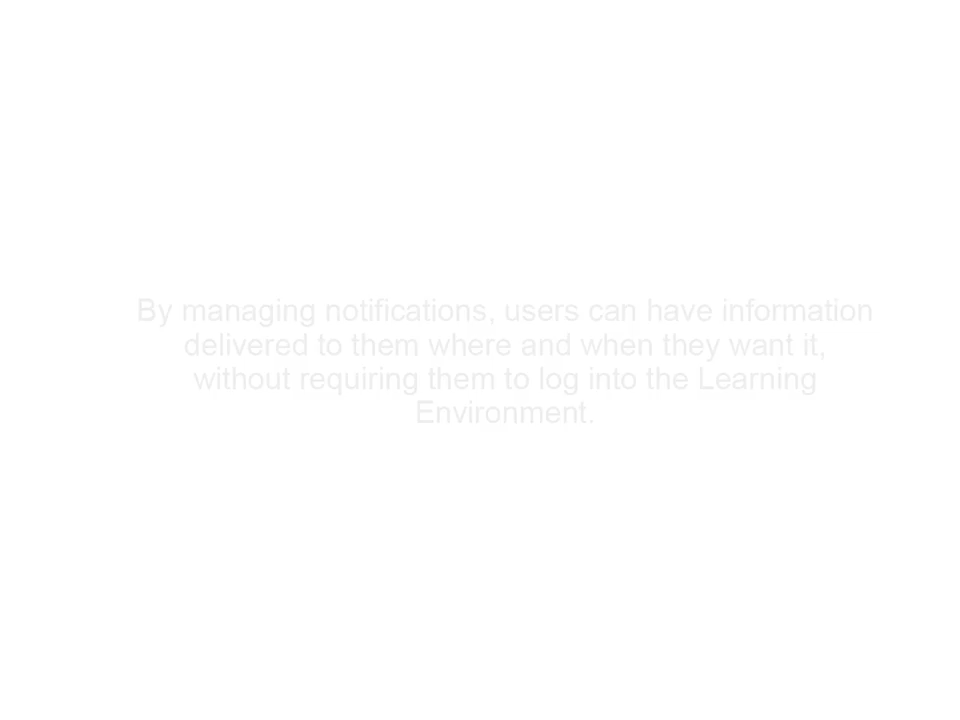 By managing notifications, users can have information
delivered to them where and when they want it,
without requiring them to log into the Learning
Environment.